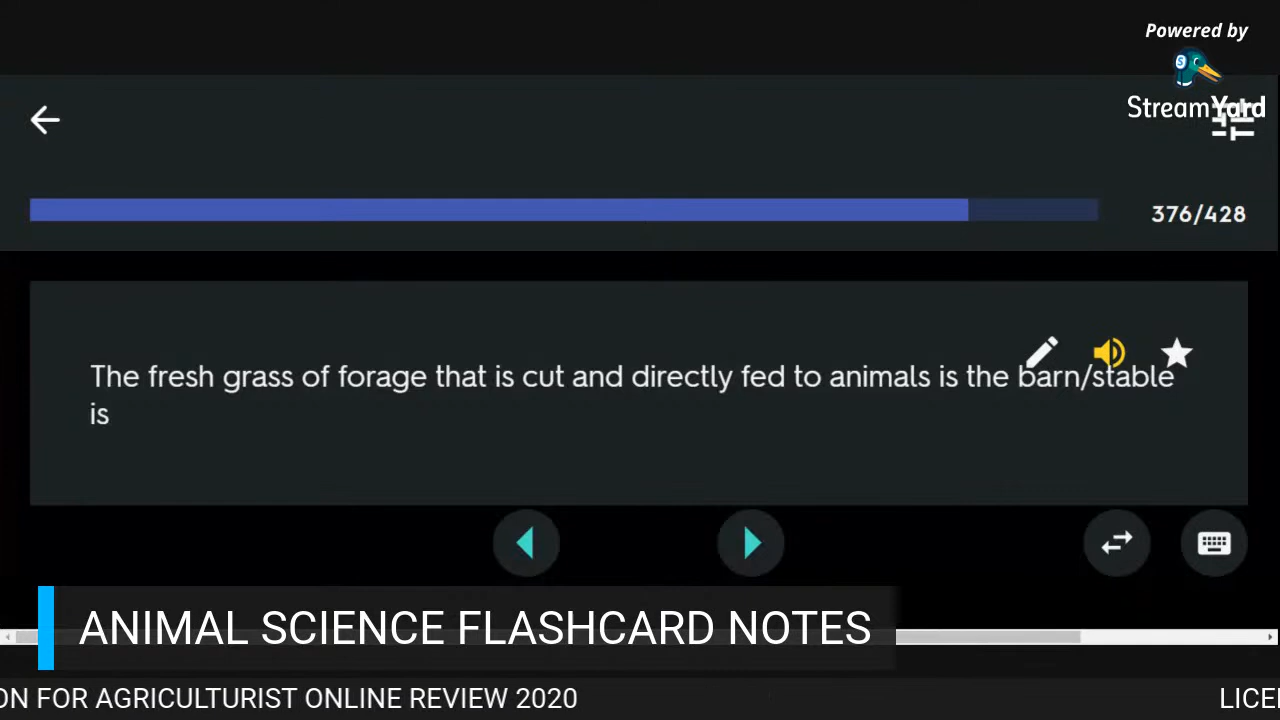 Powered by
StreamYard
376/428
The fresh grass of forage that is cut and directly fed to animals is the barn/stable
is
ANIMAL SCIENCE FLASHCARD NOTES
ON FOR AGRICULTURIST ONLINE REVIEW 2020
LICE